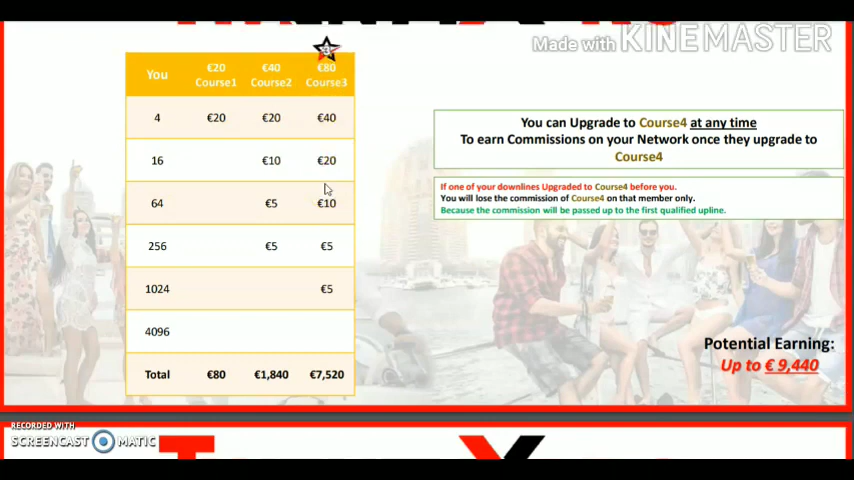 Made with KINEMASTER
3
You €20 €40 €80
Course1 Course2 Course3
4 €20 €20 €40
16 €10 €20
64 €5 €10
256 €5 €5
1024 €5
4096
Total €80 €1,840 €7,520
You can Upgrade to Course4 at any time
To earn Commissions on your Network once they upgrade to
Course4
If one of your downlines Upgraded to Course4 before you.
You will lose the commission of Course4 on that member only.
Because the commission will be passed up to the first qualified upline.
Potential Earning:
Up to € 9,440
RECORDED WITH
SCREENCAST MATIC